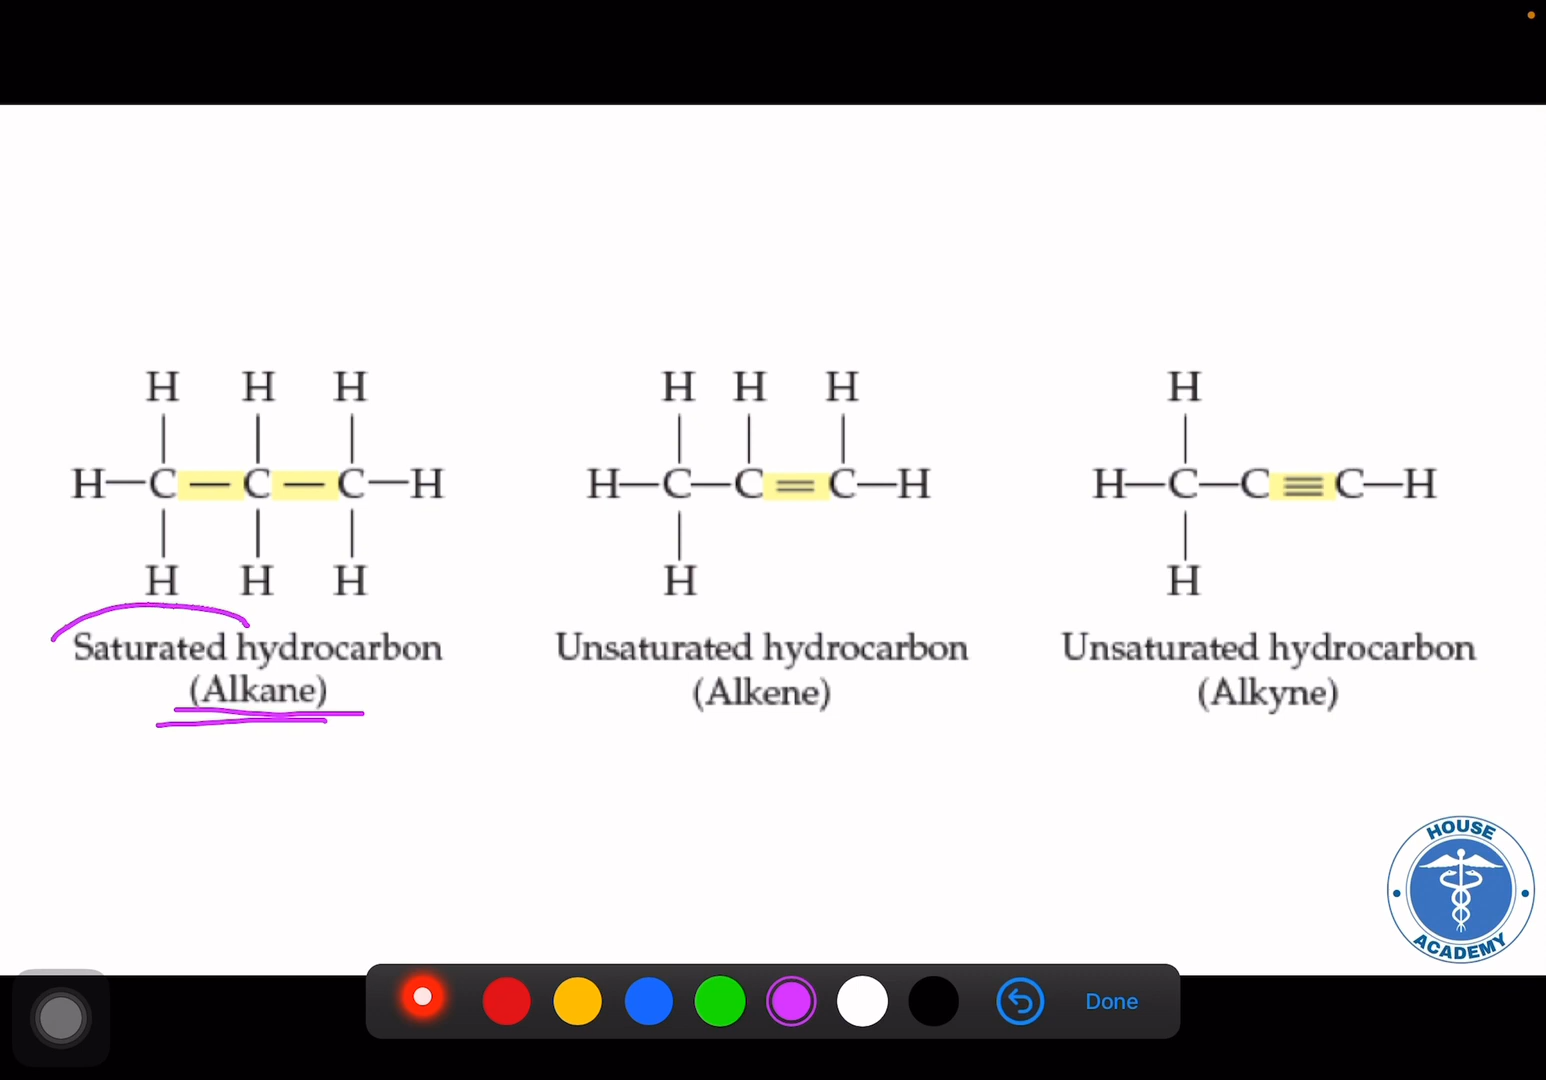 H H H
H—C—C—C—H
H H H
Saturated hydrocarbon
(Alkane)
H H H
H—C—C=C—H
H
Unsaturated hydrocarbon
(Alkene)
H
H—C—C≡C—H
H
Unsaturated hydrocarbon
(Alkyne)
HOUSE
ACADEMY
Done